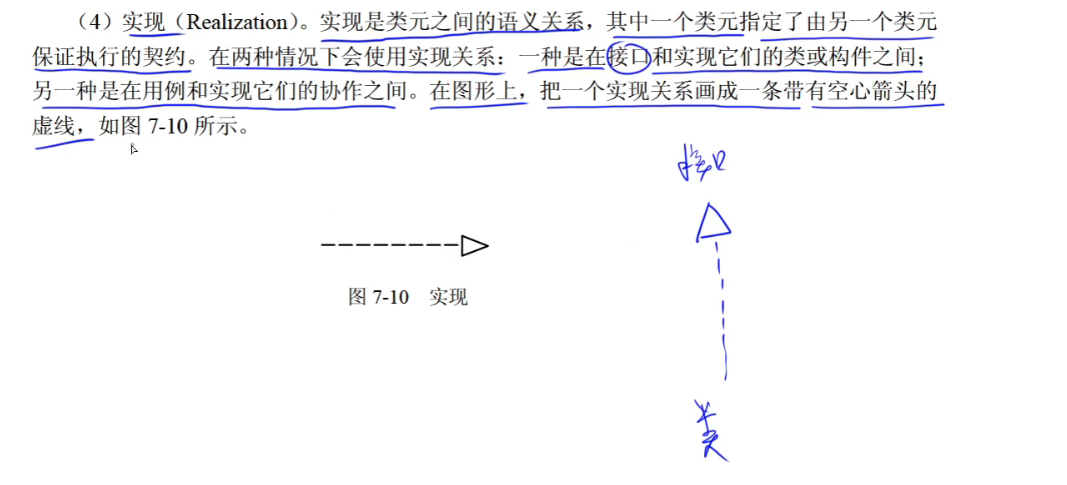 （4）实现（Realization）。实现是类元之间的语义关系，其中一个类元指定了由另一个类元
保证执行的契约。在两种情况下会使用实现关系：一种是在接口和实现它们的类或构件之间；
另一种是在用例和实现它们的协作之间。在图形上，把一个实现关系画成一条带有空心箭头的
虚线，如图 7-10 所示。
接口
图 7-10 实现
类